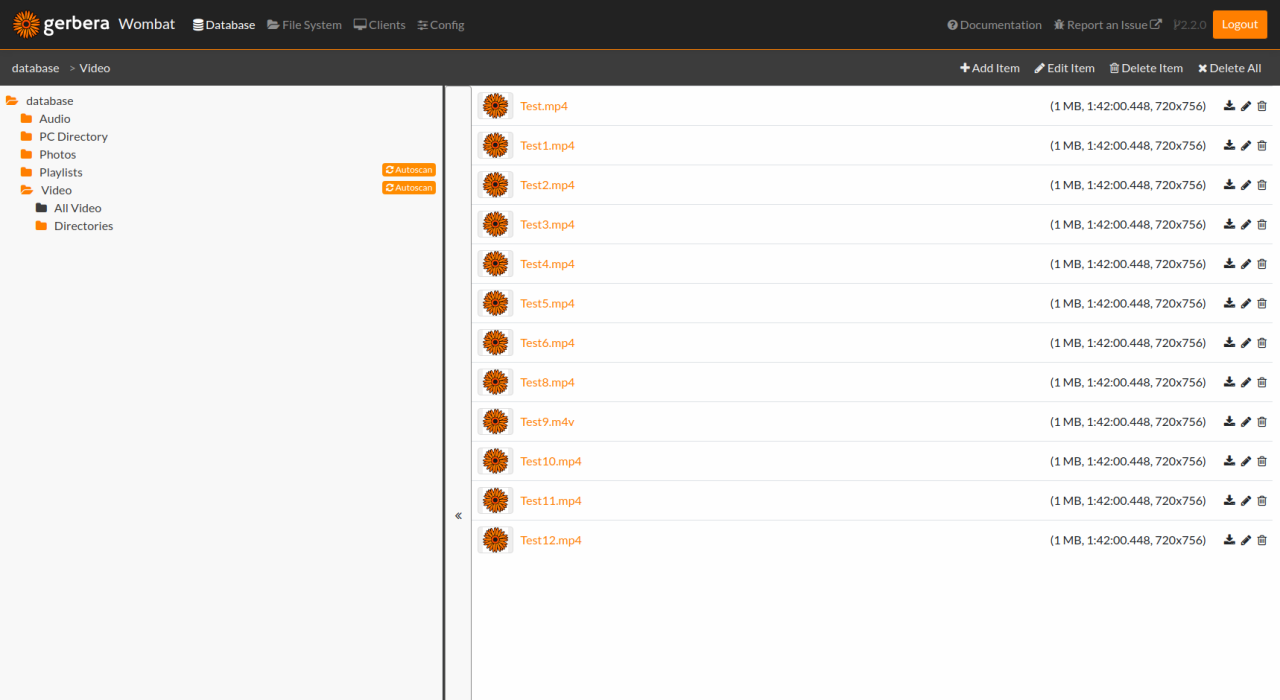 gerbera Wombat Database File System Clients Config Documentation Report an Issue 2.2.0 Logout
database > Video Add Item Edit Item Delete Item Delete All
database
Audio
PC Directory
Photos
Playlists Autoscan
Video Autoscan
All Video
Directories
Test.mp4 (1 MB, 1:42:00.448, 720x756)
Test1.mp4 (1 MB, 1:42:00.448, 720x756)
Test2.mp4 (1 MB, 1:42:00.448, 720x756)
Test3.mp4 (1 MB, 1:42:00.448, 720x756)
Test4.mp4 (1 MB, 1:42:00.448, 720x756)
Test5.mp4 (1 MB, 1:42:00.448, 720x756)
Test6.mp4 (1 MB, 1:42:00.448, 720x756)
Test8.mp4 (1 MB, 1:42:00.448, 720x756)
Test9.m4v (1 MB, 1:42:00.448, 720x756)
Test10.mp4 (1 MB, 1:42:00.448, 720x756)
Test11.mp4 (1 MB, 1:42:00.448, 720x756)
Test12.mp4 (1 MB, 1:42:00.448, 720x756)
«